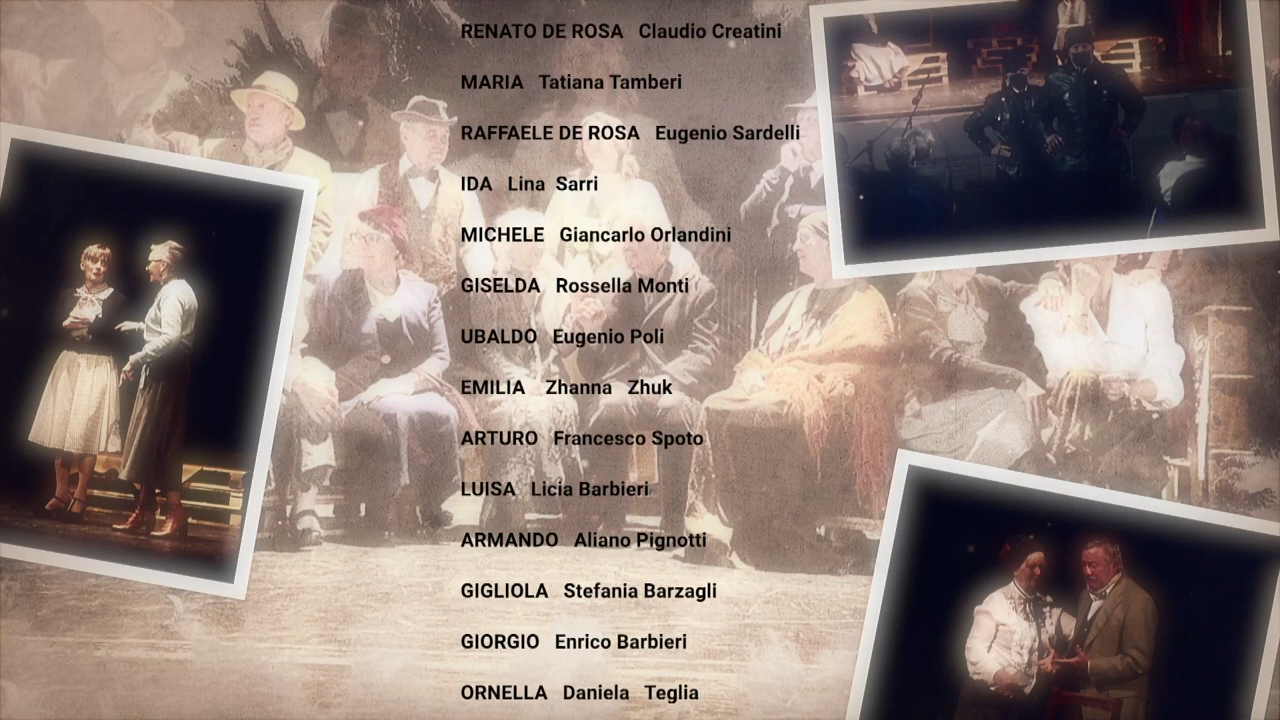 RENATO DE ROSA Claudio Creatini
MARIA Tatiana Tamberi
RAFFAELE DE ROSA Eugenio Sardelli
IDA Lina Sarri
MICHELE Giancarlo Orlandini
GISELDA Rossella Monti
UBALDO Eugenio Poli
EMILIA Zhanna Zhuk
ARTURO Francesco Spoto
LUISA Licia Barbieri
ARMANDO Aliano Pignotti
GIGLIOLA Stefania Barzagli
GIORGIO Enrico Barbieri
ORNELLA Daniela Teglia